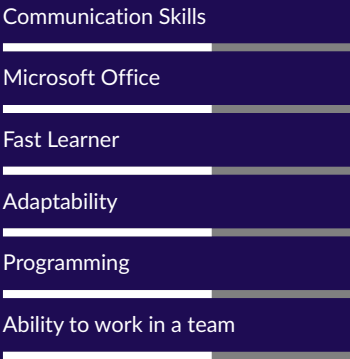 Communication Skills
Microsoft Office
Fast Learner
Adaptability
Programming
Ability to work in a team